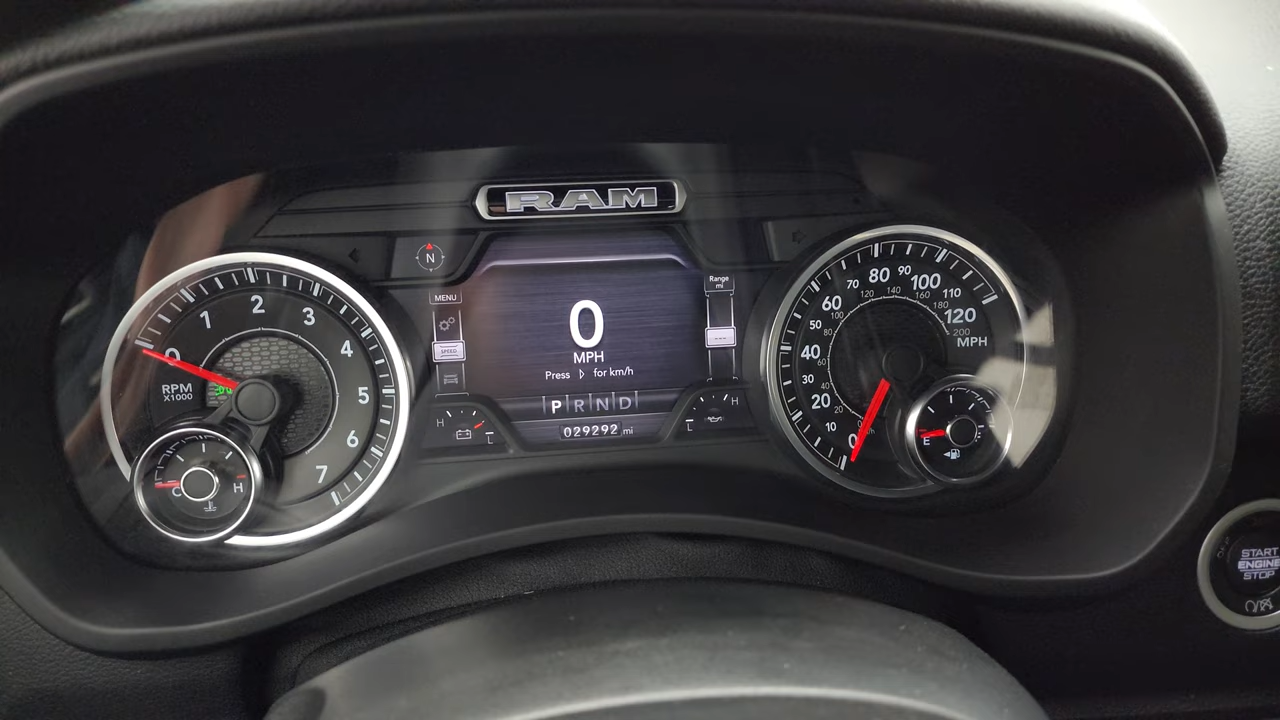 RAM
N
MENU
SPEED
Range
mi
0
MPH
Press for km/h
P R N D
029292 mi
H
L
L
H
0
1
2
3
4
5
6
7
RPM
X1000
C
H
0
10
20
30
40
50
60
70
80
90
100
110
120
MPH
20
40
60
80
120
140
160
180
200
E
START
ENGINE
STOP